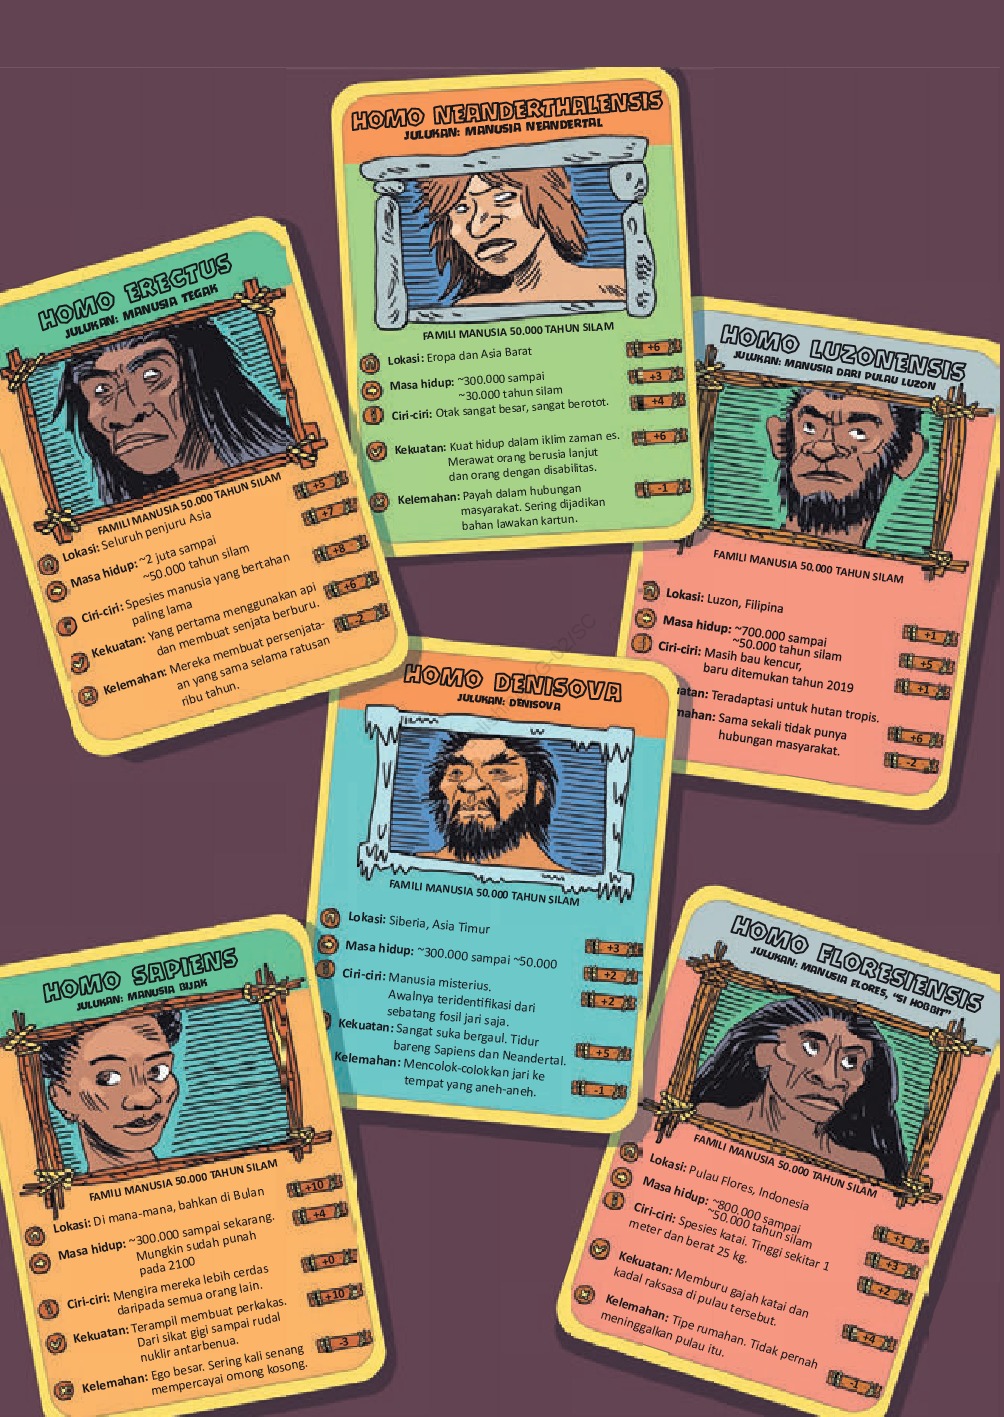 HOMO NEANDERTHALENSIS
JULUKAN: MANUSIA NEANDERTAL
FAMILI MANUSIA 50.000 TAHUN SILAM
Lokasi: Eropa dan Asia Barat
+6
Masa hidup: ~300.000 sampai
~30.000 tahun silam
+3
Ciri-ciri: Otak sangat besar, sangat berotot.
+4
Kekuatan: Kuat hidup dalam iklim zaman es.
Merawat orang berusia lanjut
dan orang dengan disabilitas.
+6
Kelemahan: Payah dalam hubungan
masyarakat. Sering dijadikan
bahan lawakan kartun.
-1
HOMO ERECTUS
JULUKAN: MANUSIA TEGAK
FAMILI MANUSIA 50.000 TAHUN SILAM
Lokasi: Seluruh penjuru Asia
+5
Masa hidup: ~2 juta sampai
~50.000 tahun silam
+7
Ciri-ciri: Spesies manusia yang bertahan
paling lama
+8
Kekuatan: Yang pertama menggunakan api
dan membuat senjata berburu.
+6
Kelemahan: Mereka membuat persenjata-
an yang sama selama ratusan
ribu tahun.
-2
HOMO LUZONENSIS
JULUKAN: MANUSIA DARI PULAU LUZON
FAMILI MANUSIA 50.000 TAHUN SILAM
Lokasi: Luzon, Filipina
+1
Masa hidup: ~700.000 sampai
~50.000 tahun silam
+5
Ciri-ciri: Masih bau kencur,
baru ditemukan tahun 2019
+1
uatan: Teradaptasi untuk hutan tropis.
+6
mahan: Sama sekali tidak punya
hubungan masyarakat.
-2
HOMO DENISOVA
JULUKAN: DENISOVA
FAMILI MANUSIA 50.000 TAHUN SILAM
Lokasi: Siberia, Asia Timur
+3
Masa hidup: ~300.000 sampai ~50.000
+2
Ciri-ciri: Manusia misterius.
Awalnya teridentifikasi dari
sebatang fosil jari saja.
+2
Kekuatan: Sangat suka bergaul. Tidur
bareng Sapiens dan Neandertal.
+5
Kelemahan: Mencolok-colokkan jari ke
tempat yang aneh-aneh.
-1
HOMO SAPIENS
JULUKAN: MANUSIA BIJAK
FAMILI MANUSIA 50.000 TAHUN SILAM
Lokasi: Di mana-mana, bahkan di Bulan
+10
Masa hidup: ~300.000 sampai sekarang.
Mungkin sudah punah
pada 2100
+4
Ciri-ciri: Mengira mereka lebih cerdas
daripada semua orang lain.
+0
Kekuatan: Terampil membuat perkakas.
Dari sikat gigi sampai rudal
nuklir antarbenua.
+10
Kelemahan: Ego besar. Sering kali senang
mempercayai omong kosong.
-3
HOMO FLORESIENSIS
JULUKAN: MANUSIA FLORES, "SI HOBBIT"
FAMILI MANUSIA 50.000 TAHUN SILAM
Lokasi: Pulau Flores, Indonesia
+1
Masa hidup: ~800.000 sampai
~50.000 tahun silam
+3
Ciri-ciri: Spesies katai. Tinggi sekitar 1
meter dan berat 25 kg.
+2
Kekuatan: Memburu gajah katai dan
kadal raksasa di pulau tersebut.
+4
Kelemahan: Tipe rumahan. Tidak pernah
meninggalkan pulau itu.
-1